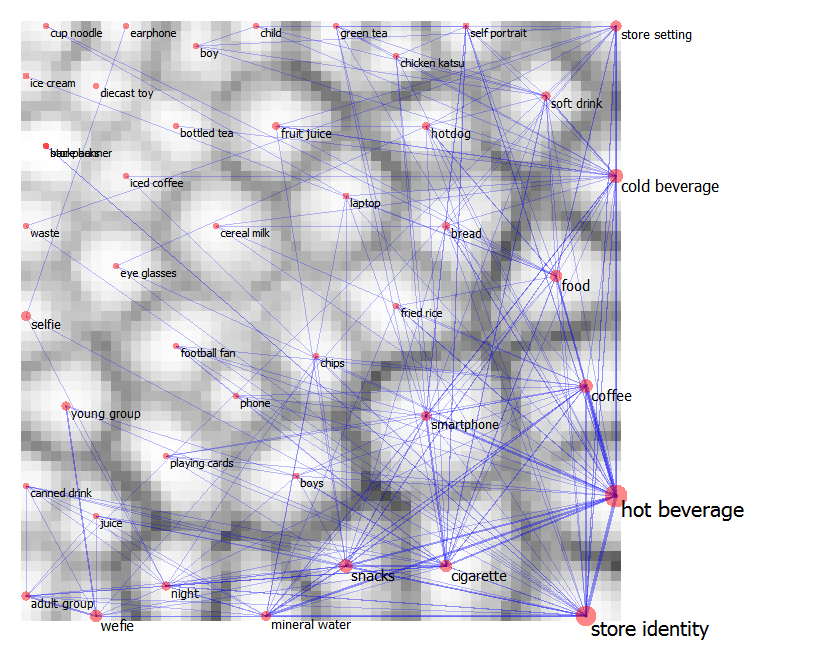 cup noodle
earphone
child
green tea
self portrait
store setting
boy
chicken katsu
ice cream
diecast toy
soft drink
bottled tea
fruit juice
hotdog
iced coffee
cold beverage
laptop
waste
cereal milk
bread
eye glasses
food
fried rice
selfie
football fan
chips
phone
coffee
young group
smartphone
playing cards
boys
canned drink
hot beverage
juice
snacks
cigarette
night
adult group
wefie
mineral water
store identity